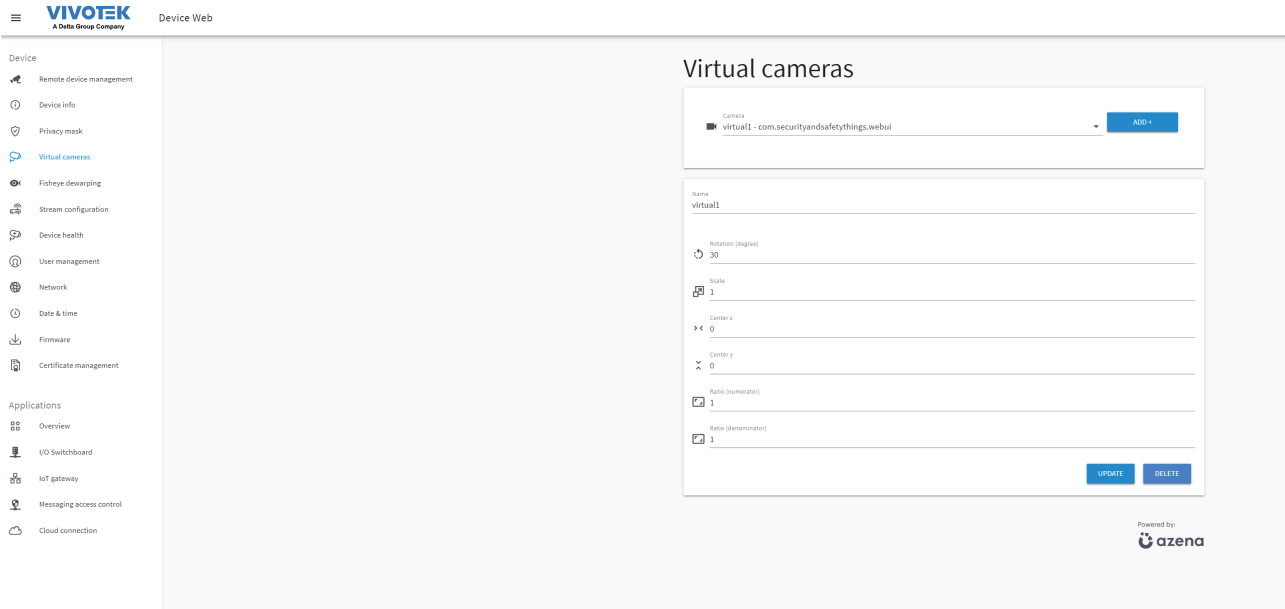 VIVOTEK
A Delta Group Company
Device Web
Device
Remote device management
Device info
Privacy mask
Virtual cameras
Fisheye dewarping
Stream configuration
Device health
User management
Network
Date & time
Firmware
Certificate management
Applications
Overview
I/O Switchboard
IoT gateway
Messaging access control
Cloud connection
Virtual cameras
Camera
virtual1 - com.securityandsafetythings.webui
ADD +
Name
virtual1
Rotation (degree)
30
Scale
1
Center x
0
Center y
0
Ratio (numerator)
1
Ratio (denominator)
1
UPDATE
DELETE
Powered by:
azena